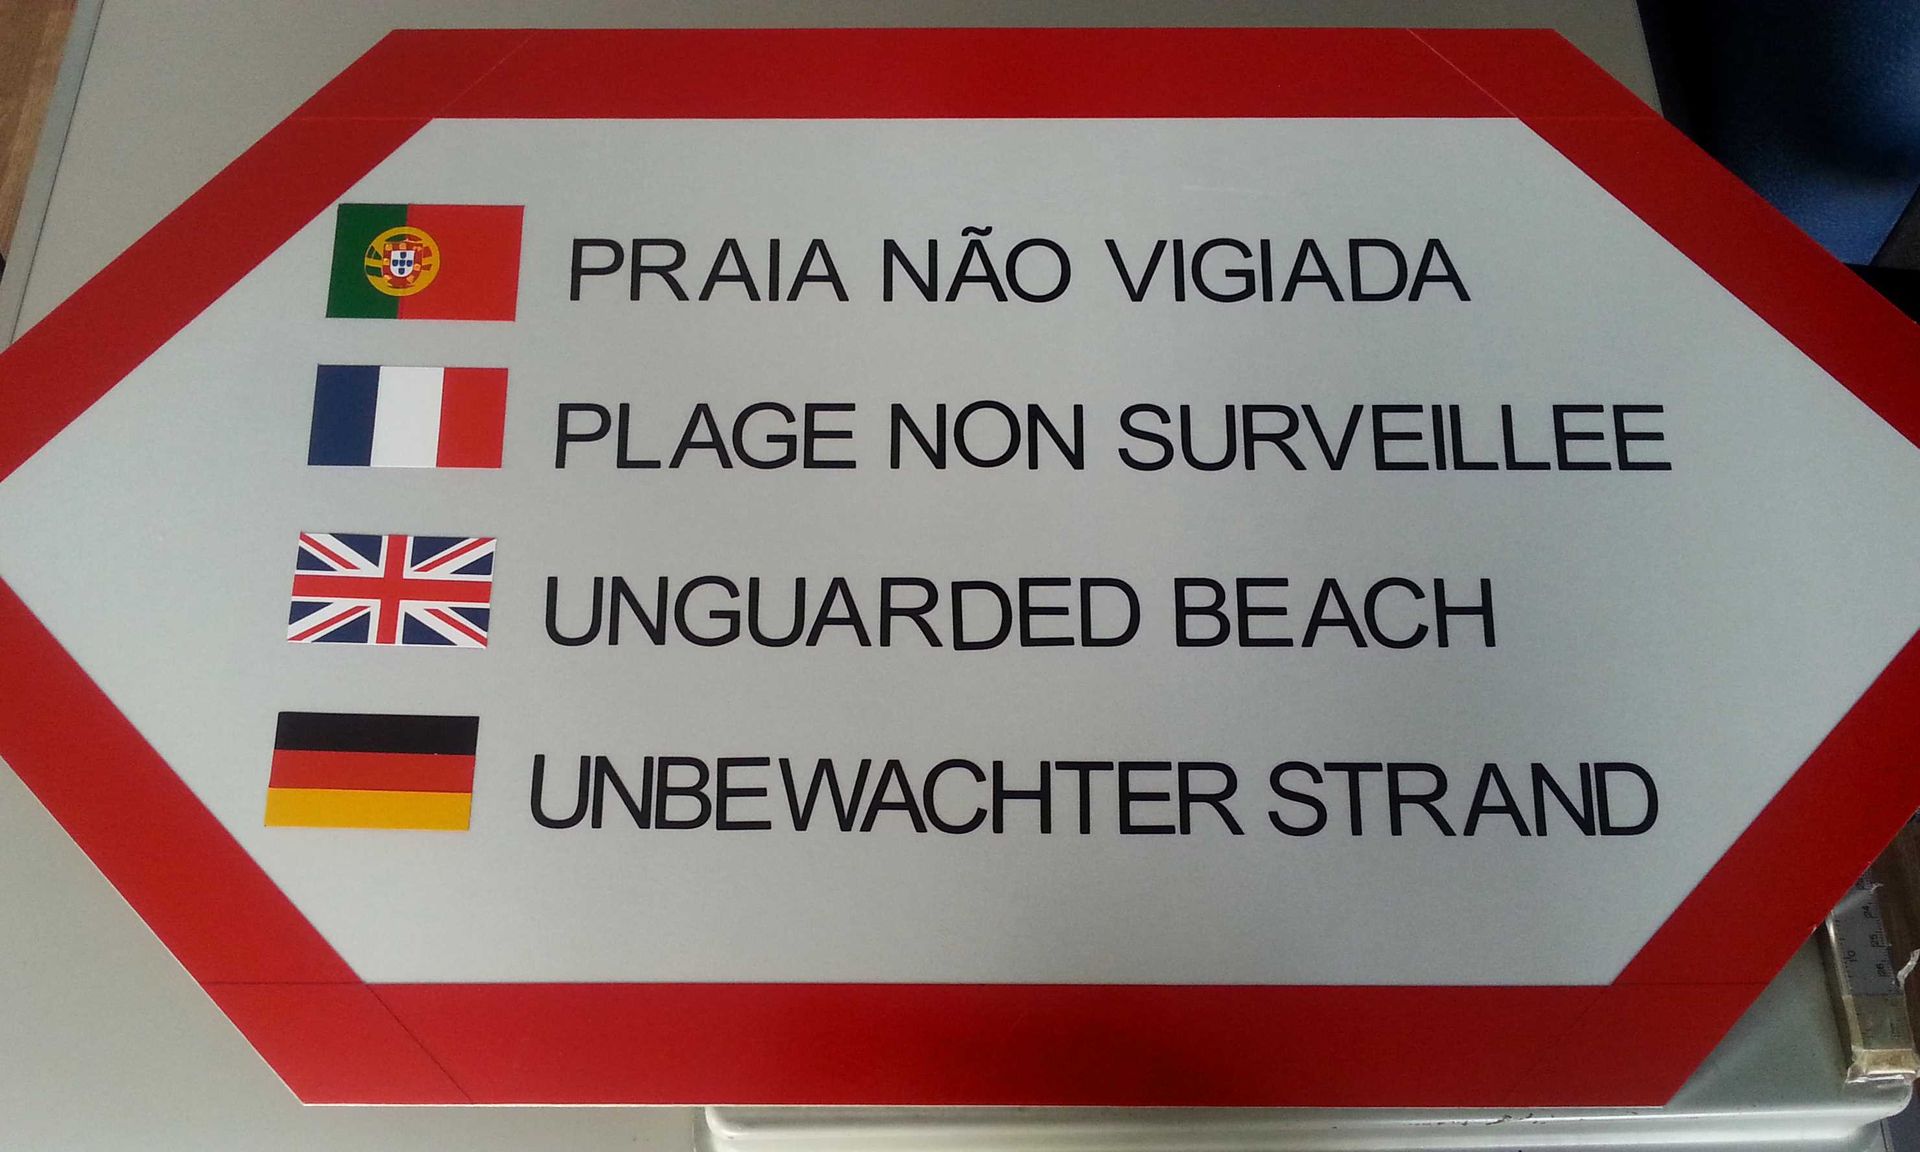 PRAIA NÃO VIGIADA
PLAGE NON SURVEILLEE
UNGUARDED BEACH
UNBEWACHTER STRAND